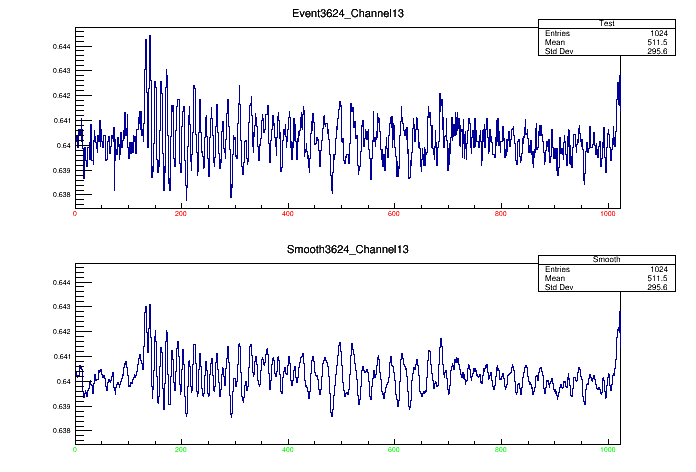 Event3624_Channel13
Test
Entries 1024
Mean 511.5
Std Dev 295.6
0.644
0.643
0.642
0.641
0.64
0.639
0.638
0 200 400 600 800 1000
Smooth3624_Channel13
Smooth
Entries 1024
Mean 511.5
Std Dev 295.6
0.644
0.643
0.642
0.641
0.64
0.639
0.638
0 200 400 600 800 1000